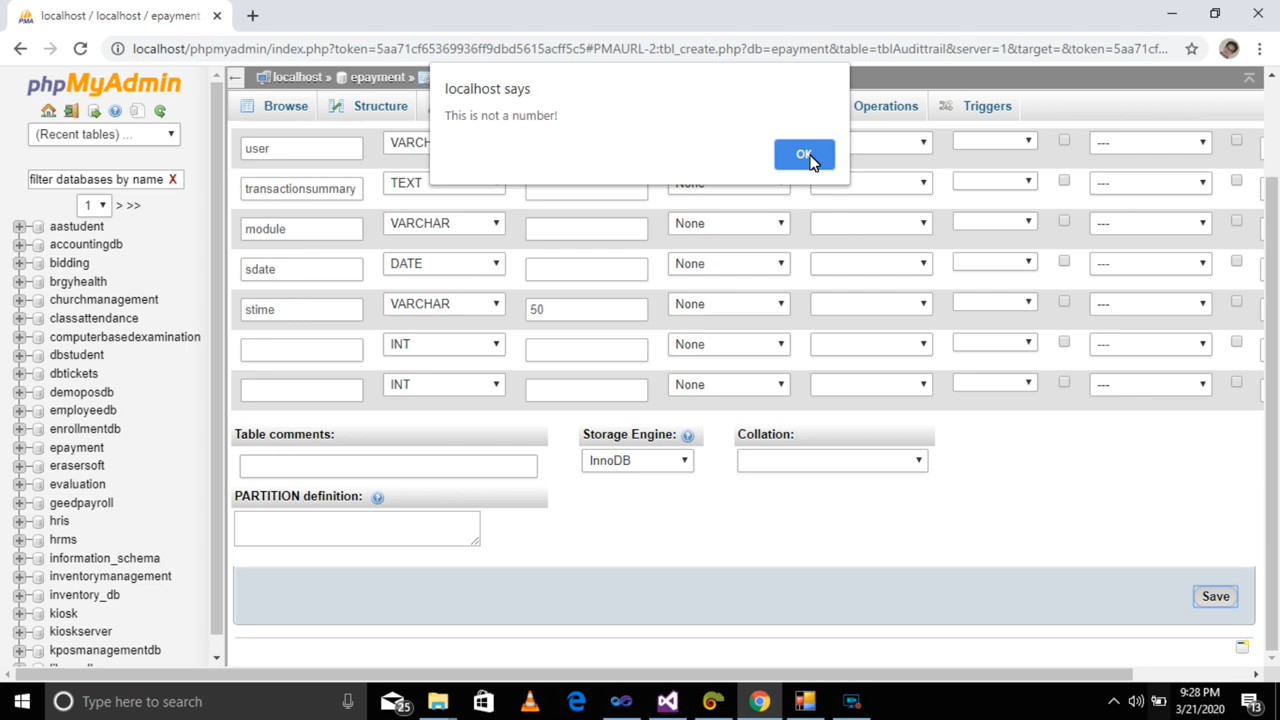 localhost / localhost / epayment
localhost/phpmyadmin/index.php?token=5aa71cf65369936ff9dbd5615acff5c5#PMAURL-2:tbl_create.php?db=epayment&table=tblAudittrail&server=1&target=&token=5aa71cf...
phpMyAdmin
(Recent tables) ...
filter databases by name X
1 > >>
aastudent
accountingdb
bidding
brgyhealth
churchmanagement
classattendance
computerbasedexamination
dbstudent
dbtickets
demoposdb
employeedb
enrollmentdb
epayment
erasersoft
evaluation
geedpayroll
hris
hrms
information_schema
inventorymanagement
inventory_db
kiosk
kioskserver
kposmanagementdb
localhost » epayment »
Browse Structure Operations Triggers
localhost says
This is not a number!
OK
user VARCH ---
transactionsummary TEXT None ---
module VARCHAR None ---
sdate DATE None ---
stime VARCHAR 50 None ---
INT None ---
INT None ---
Table comments: Storage Engine: Collation:
InnoDB
PARTITION definition:
Save
Type here to search
25
9:28 PM
3/21/2020
13